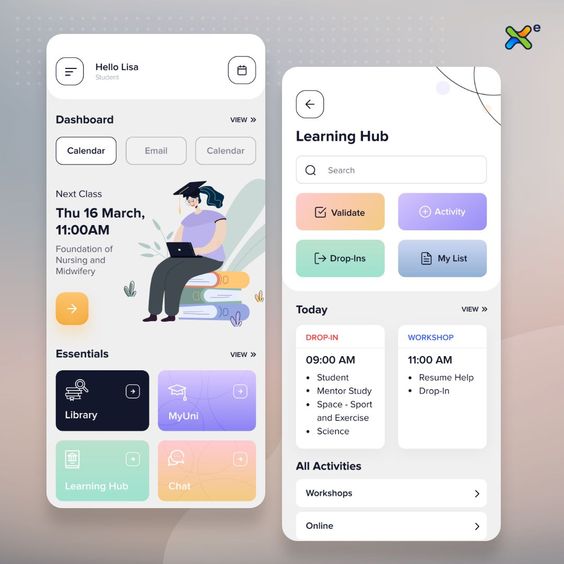 e
Hello Lisa
Student
Dashboard
VIEW »
Calendar
Email
Calendar
Next Class
Thu 16 March,
11:00AM
Foundation of
Nursing and
Midwifery
Essentials
VIEW »
Library
MyUni
Learning Hub
Chat
Learning Hub
Search
Validate
Activity
Drop-Ins
My List
Today
VIEW »
DROP-IN
09:00 AM
• Student
• Mentor Study
• Space - Sport
and Exercise
• Science
WORKSHOP
11:00 AM
• Resume Help
• Drop-In
All Activities
Workshops
Online